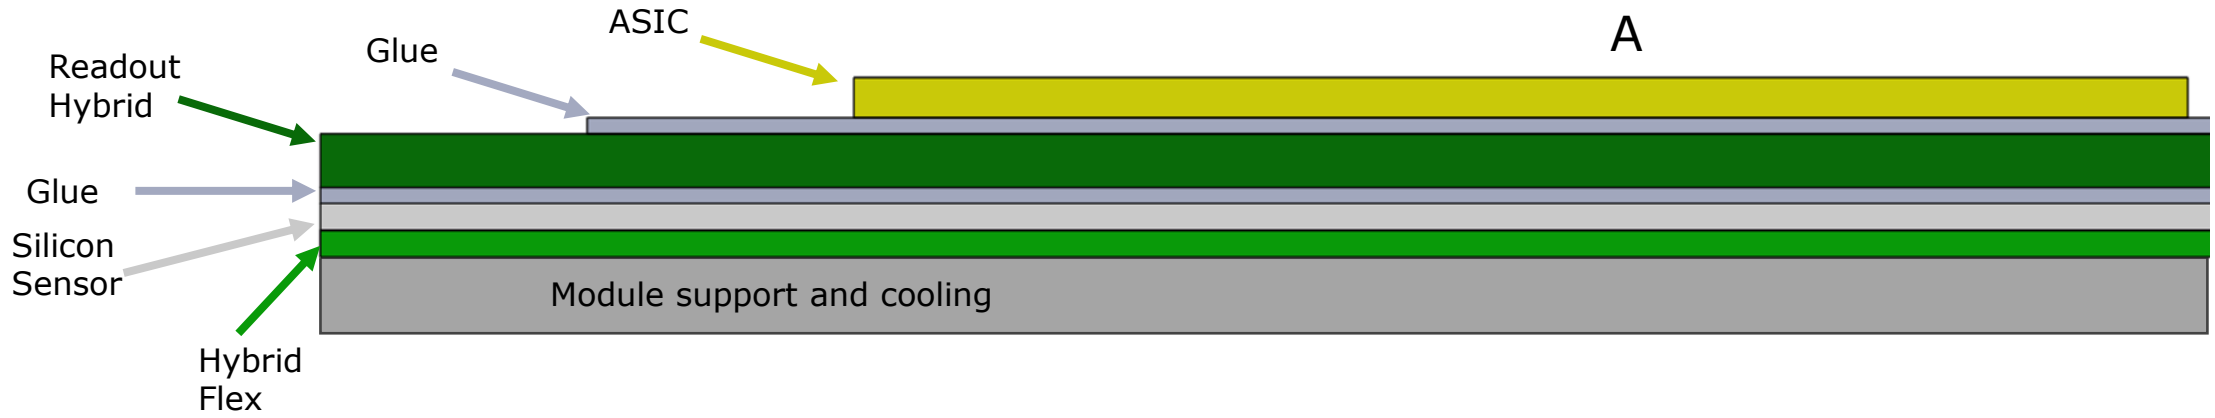 ASIC
A
Glue
Readout
Hybrid
Glue
Silicon
Sensor
Module support and cooling
Hybrid
Flex